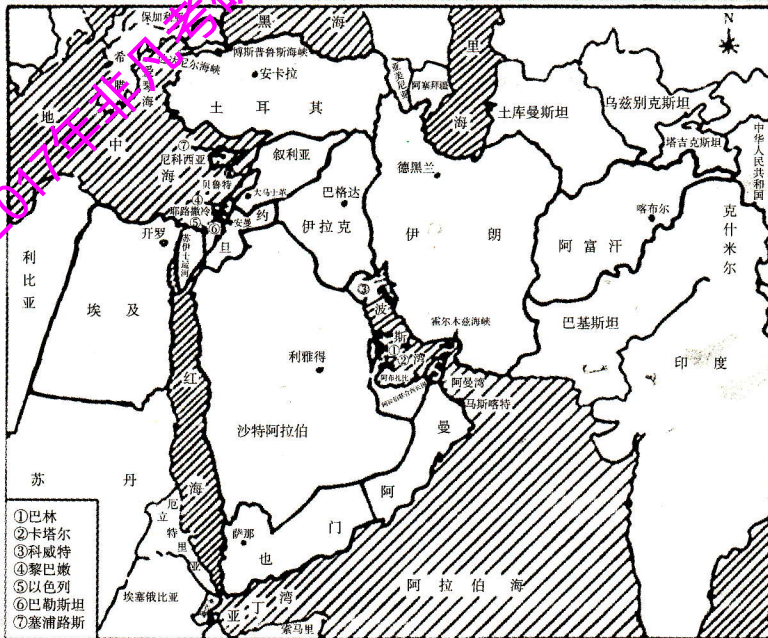 2017年非凡考研
N
保加利
黑海
里海
希腊
爱琴海
达达尼尔海峡
博斯普鲁斯海峡
安卡拉
土耳其
亚美尼亚
阿塞拜疆
土库曼斯坦
乌兹别克斯坦
塔吉克斯坦
中华人民共和国
地中海
⑦
尼科西亚
叙利亚
贝鲁特
大马士革
④
耶路撒冷
⑤
⑥
安曼
约旦
巴格达
伊拉克
德黑兰
伊朗
喀布尔
阿富汗
克什米尔
开罗
苏伊士运河
利比亚
埃及
③
波斯湾
①
②
霍尔木兹海峡
巴基斯坦
印度
利雅得
阿布扎比
阿拉伯联合酋长国
阿曼湾
马斯喀特
红海
沙特阿拉伯
阿曼
苏丹
厄立特里亚
萨那
也门
埃塞俄比亚
亚丁湾
阿拉伯海
索马里
①巴林
②卡塔尔
③科威特
④黎巴嫩
⑤以色列
⑥巴勒斯坦
⑦塞浦路斯